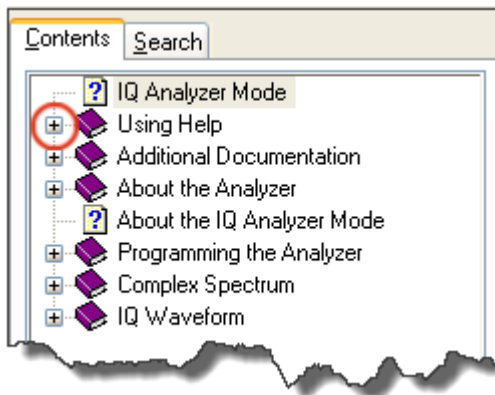 Contents Search
IQ Analyzer Mode
Using Help
Additional Documentation
About the Analyzer
About the IQ Analyzer Mode
Programming the Analyzer
Complex Spectrum
IQ Waveform